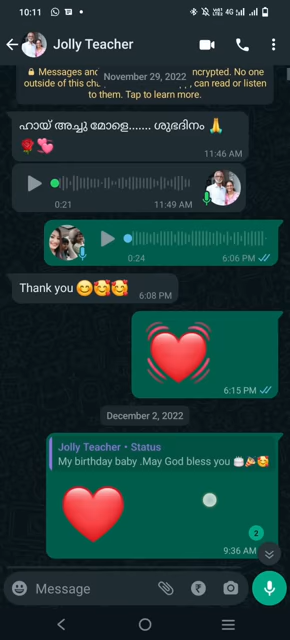 10:11
4G
Jolly Teacher
November 29, 2022
Messages and
ncrypted. No one
outside of this
can read or listen
to them. Tap to learn more.
ഹായ് അച്ചു മോളെ....... ശുഭദിനം 🙏
🌹💞
11:46 AM
0:21
11:49 AM
0:24
6:06 PM
Thank you 😊🥰🥰
6:08 PM
6:15 PM
December 2, 2022
Jolly Teacher • Status
My birthday baby .May God bless you 🎂🎉🥰
2
9:36 AM
Message